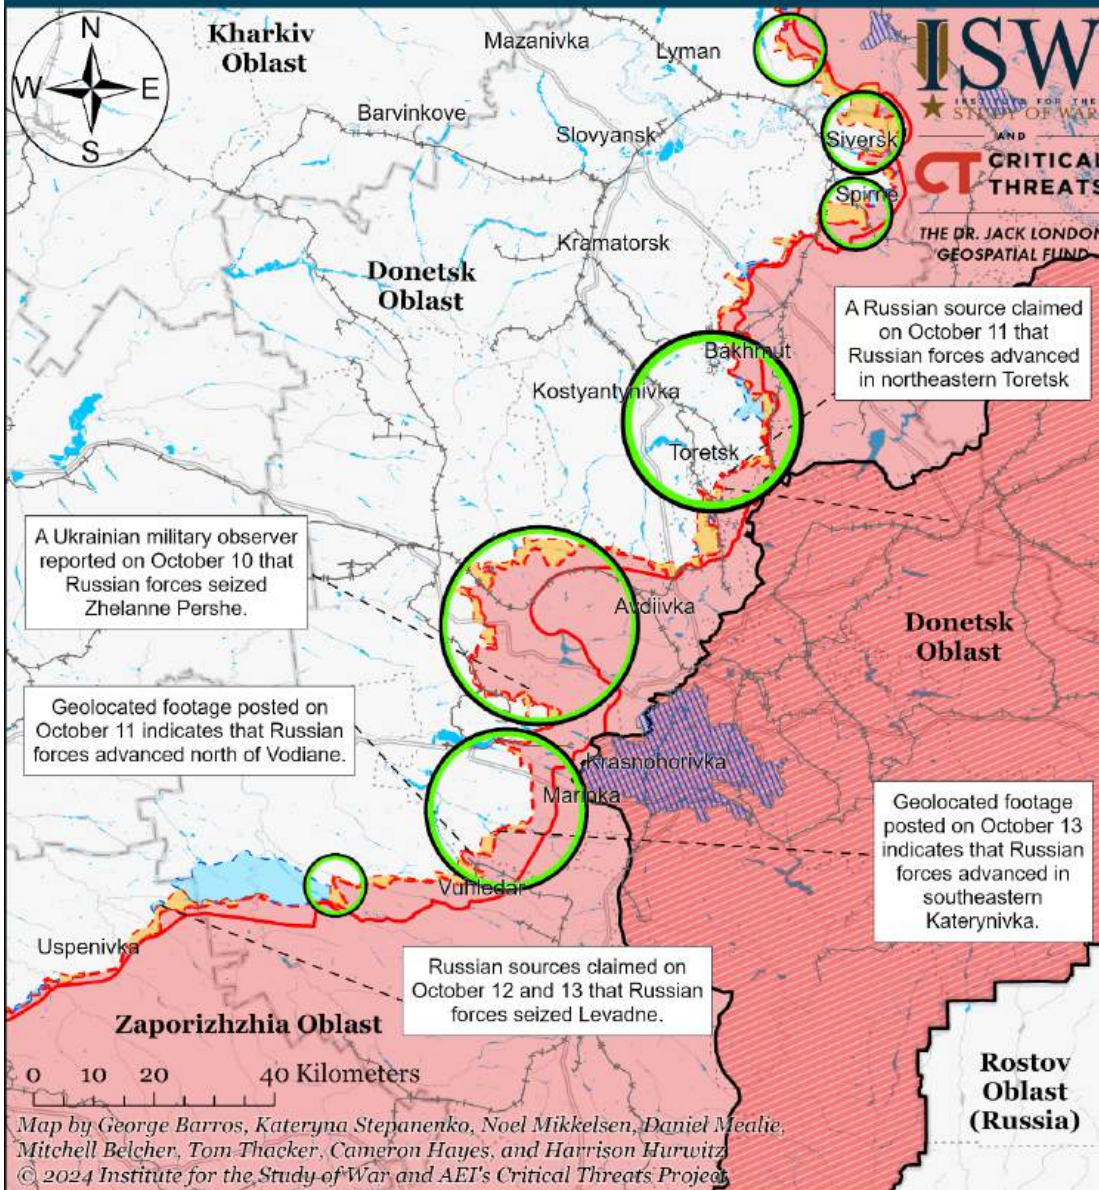 N
W
E
S
Kharkiv
Oblast
Mazanivka
Lyman
Barvinkove
Slovyansk
Siversk
Spirne
Kramatorsk
Donetsk
Oblast
ISW
INSTITUTE FOR THE
STUDY OF WAR
AND
CT CRITICAL
THREATS
THE DR. JACK LONDON
GEOSPATIAL FUND
A Russian source claimed
on October 11 that
Russian forces advanced
in northeastern Toretsk
Bakhmut
Kostyantynivka
Toretsk
A Ukrainian military observer
reported on October 10 that
Russian forces seized
Zhelanne Pershe.
Avdiivka
Donetsk
Oblast
Geolocated footage posted on
October 11 indicates that Russian
forces advanced north of Vodiane.
Krasnohorivka
Marinka
Geolocated footage
posted on October 13
indicates that Russian
forces advanced in
southeastern
Katerynivka.
Vuhledar
Uspenivka
Russian sources claimed on
October 12 and 13 that Russian
forces seized Levadne.
Zaporizhzhia Oblast
0 10 20 40 Kilometers
Rostov
Oblast
(Russia)
Map by George Barros, Kateryna Stepanenko, Noel Mikkelsen, Daniel Mealie,
Mitchell Belcher, Tom Thacker, Cameron Hayes, and Harrison Hurwitz
© 2024 Institute for the Study of War and AEI's Critical Threats Project